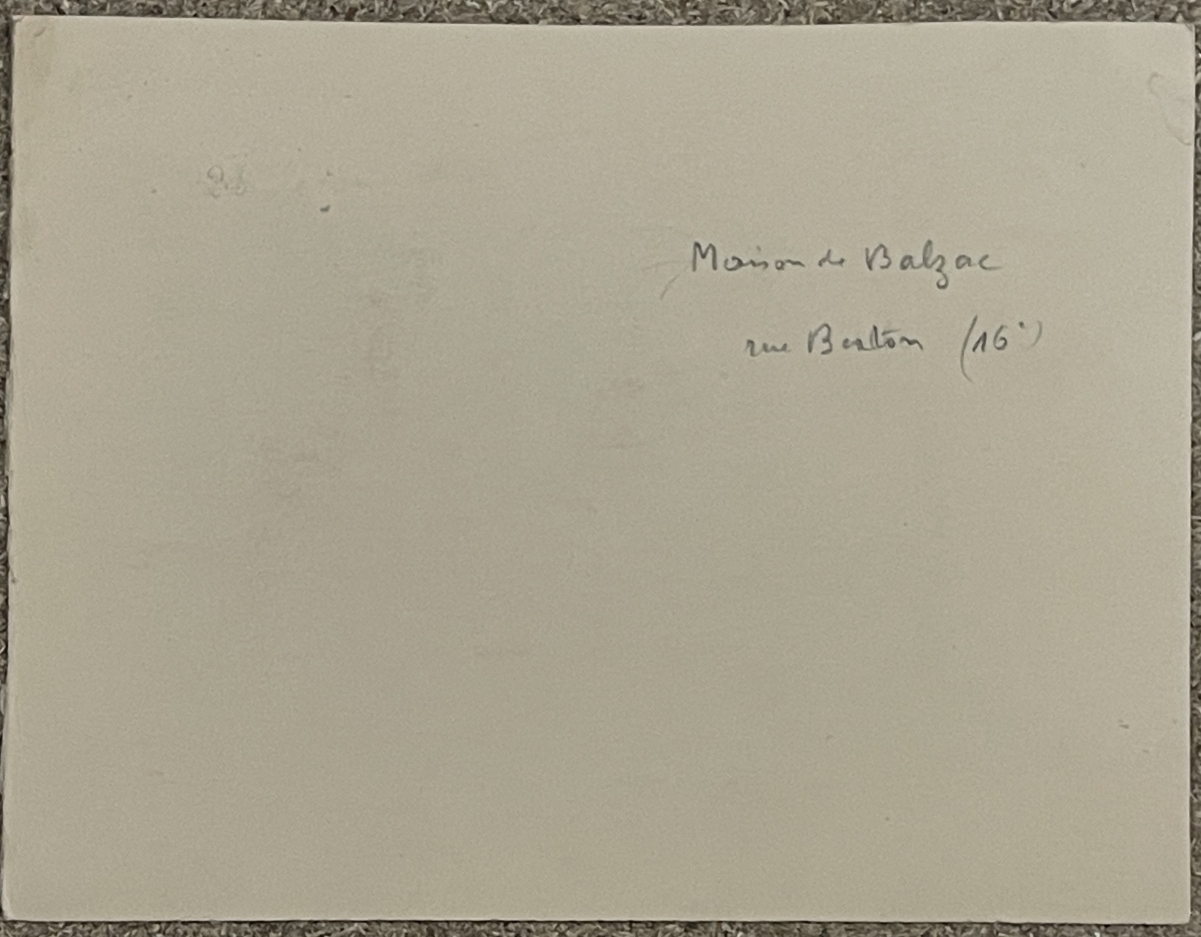 Maison de Balzac
rue Berton (16e)